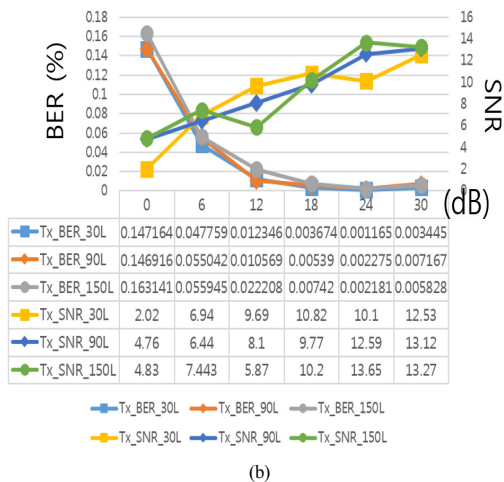 0.18
0.16
0.14
0.12
0.1
0.08
0.06
0.04
0.02
0
BER (%)
16
14
12
10
8
6
4
2
0
SNR
0 6 12 18 24 30 (dB)
Tx_BER_30L 0.147164 0.047759 0.012346 0.003674 0.001165 0.003445
Tx_BER_90L 0.146916 0.055042 0.010569 0.00539 0.002275 0.007167
Tx_BER_150L 0.163141 0.055945 0.022208 0.00742 0.002181 0.005828
Tx_SNR_30L 2.02 6.94 9.69 10.82 10.1 12.53
Tx_SNR_90L 4.76 6.44 8.1 9.77 12.59 13.12
Tx_SNR_150L 4.83 7.443 5.87 10.2 13.65 13.27
Tx_BER_30L Tx_BER_90L Tx_BER_150L
Tx_SNR_30L Tx_SNR_90L Tx_SNR_150L
(b)